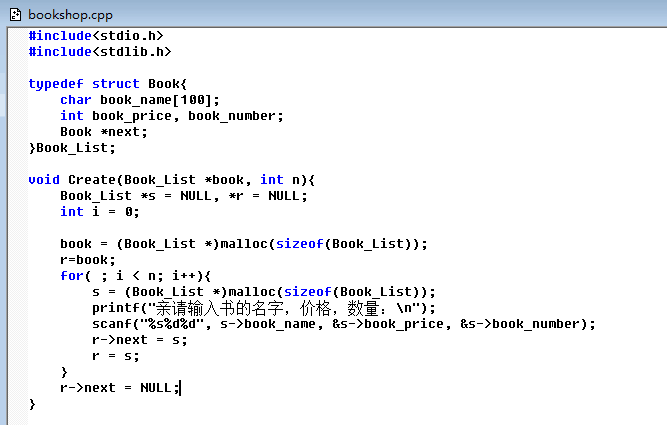 bookshop.cpp
#include<stdio.h>
#include<stdlib.h>
typedef struct Book{
    char book_name[100];
    int book_price, book_number;
    Book *next;
}Book_List;
void Create(Book_List *book, int n){
    Book_List *s = NULL, *r = NULL;
    int i = 0;
    book = (Book_List *)malloc(sizeof(Book_List));
    r=book;
    for( ; i < n; i++){
        s = (Book_List *)malloc(sizeof(Book_List));
        printf("亲请输入书的名字，价格，数量：\n");
        scanf("%s%d%d", s->book_name, &s->book_price, &s->book_number);
        r->next = s;
        r = s;
    }
    r->next = NULL;
}